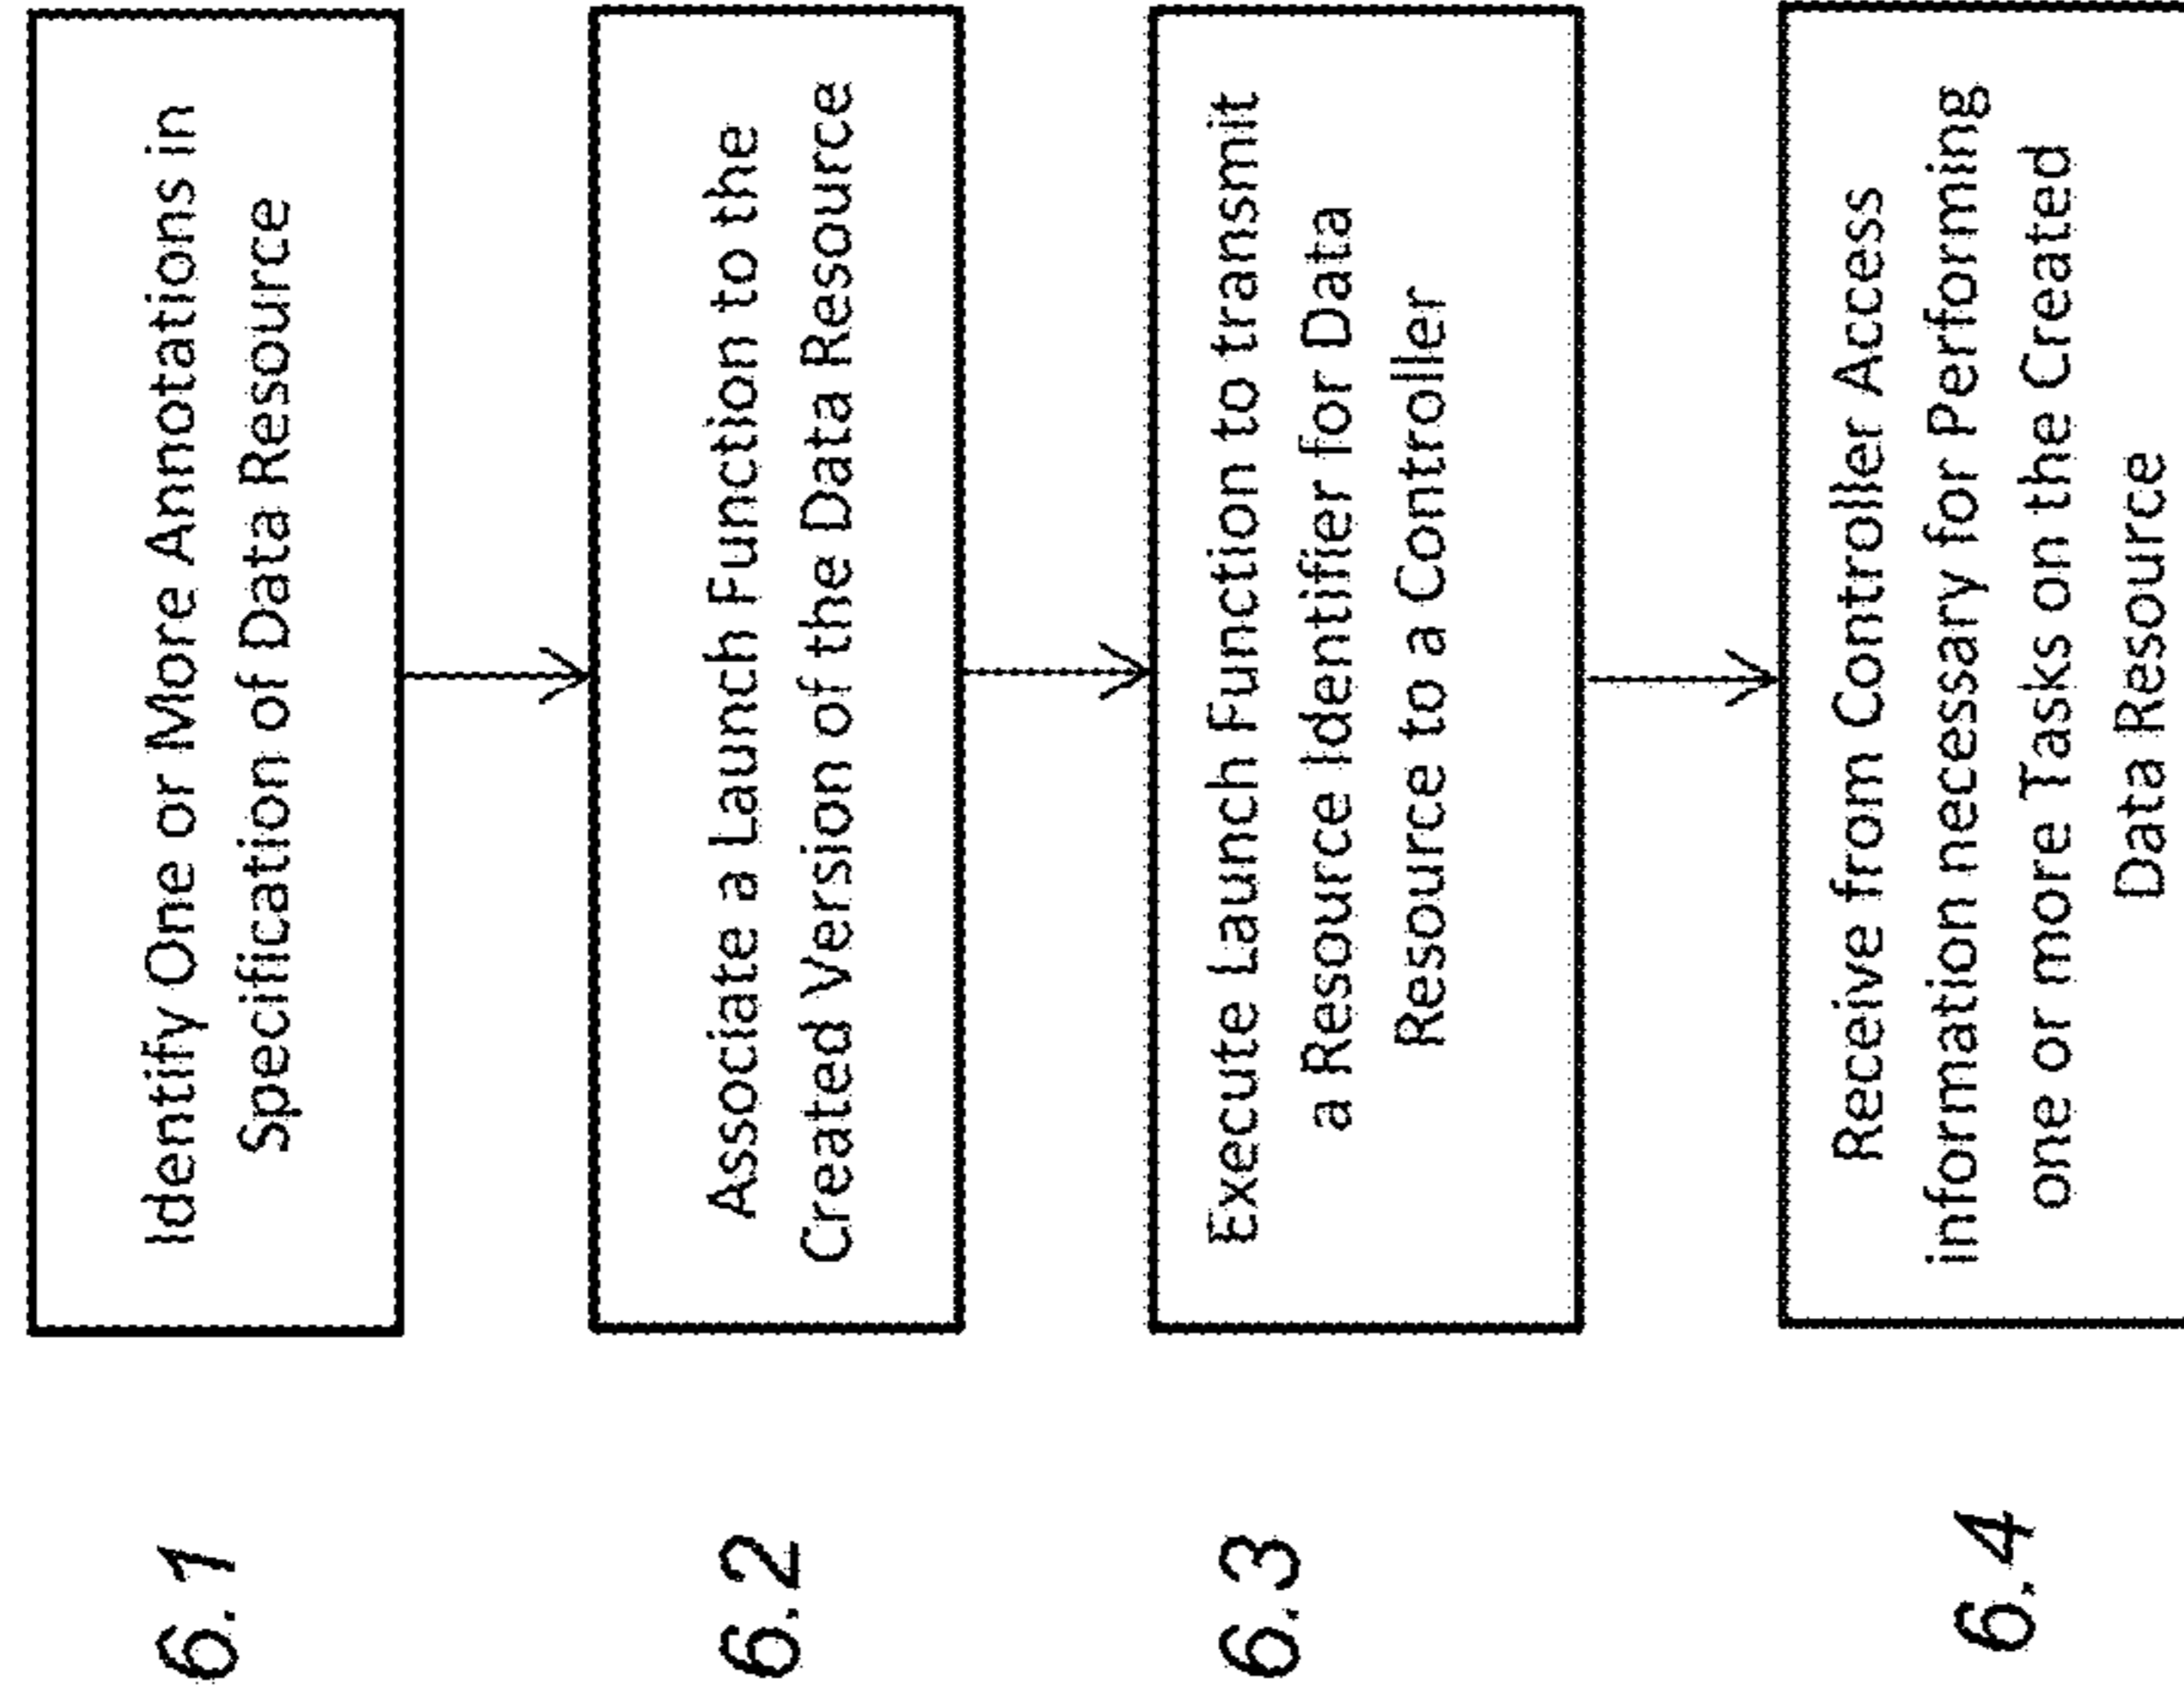 6.1
Identify One or More Annotations in
Specification of Data Resource
6.2
Associate a Launch Function to the
Created Version of the Data Resource
6.3
Execute Launch Function to transmit
a Resource Identifier for Data
Resource to a Controller
6.4
Receive from Controller Access
information necessary for Performing
one or more Tasks on the Created
Data Resource